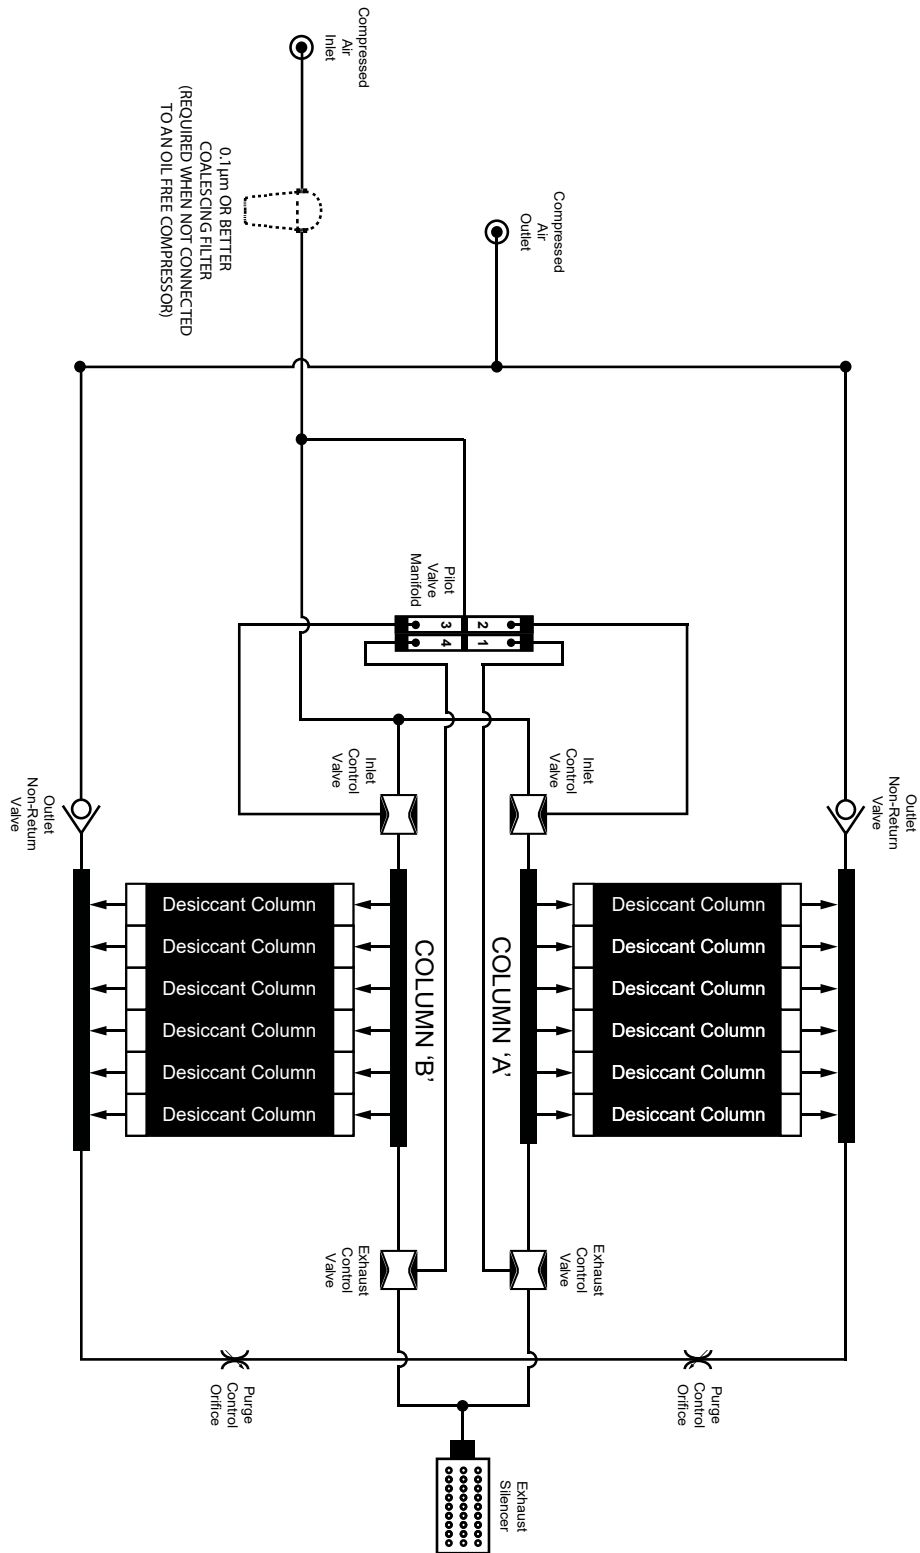 Compressed
Air
Inlet
0.1µm OR BETTER
COALESCING FILTER
(REQUIRED WHEN NOT CONNECTED
TO AN OIL FREE COMPRESSOR)
Compressed
Air
Outlet
Pilot
Valve
Manifold
2
1
3
4
Inlet
Control
Valve
Inlet
Control
Valve
Outlet
Non-Return
Valve
Outlet
Non-Return
Valve
Desiccant Column
Desiccant Column
Desiccant Column
Desiccant Column
Desiccant Column
Desiccant Column
COLUMN 'A'
COLUMN 'B'
Desiccant Column
Desiccant Column
Desiccant Column
Desiccant Column
Desiccant Column
Desiccant Column
Exhaust
Control
Valve
Exhaust
Control
Valve
Purge
Control
Orifice
Purge
Control
Orifice
Exhaust
Silencer